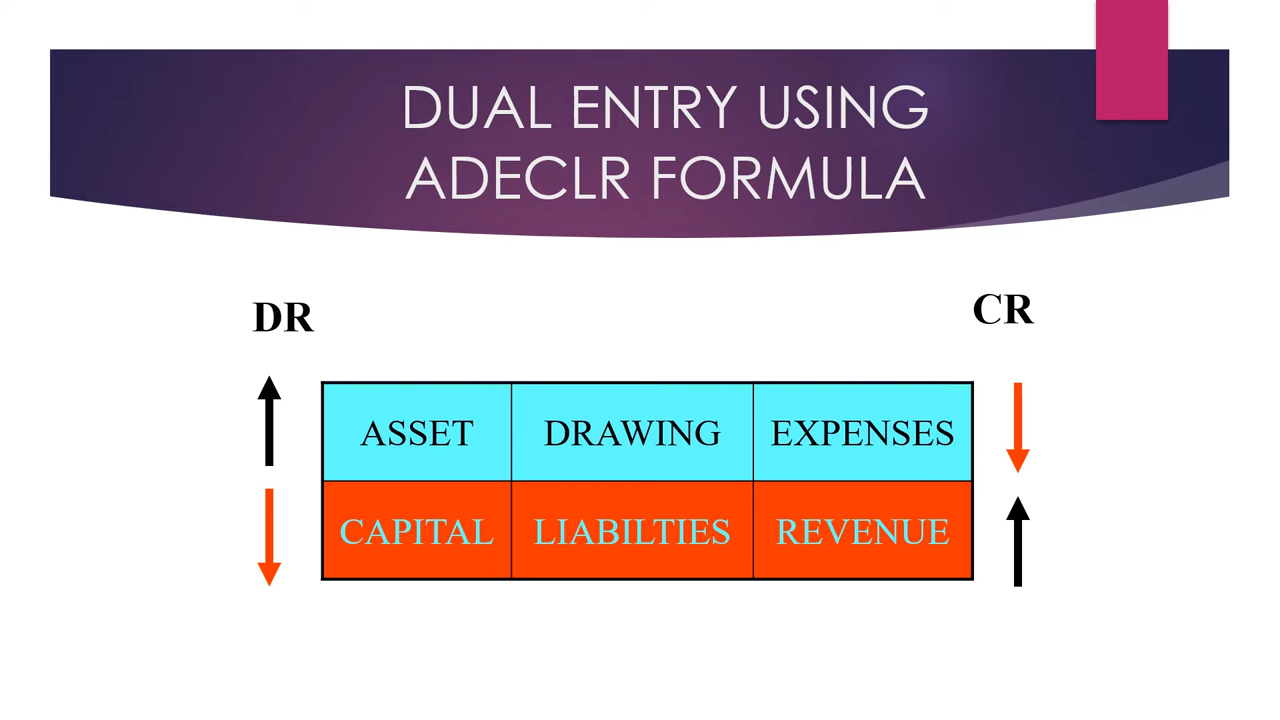 DUAL ENTRY USING
ADECLR FORMULA
DR
CR
ASSET DRAWING EXPENSES
CAPITAL LIABILTIES REVENUE